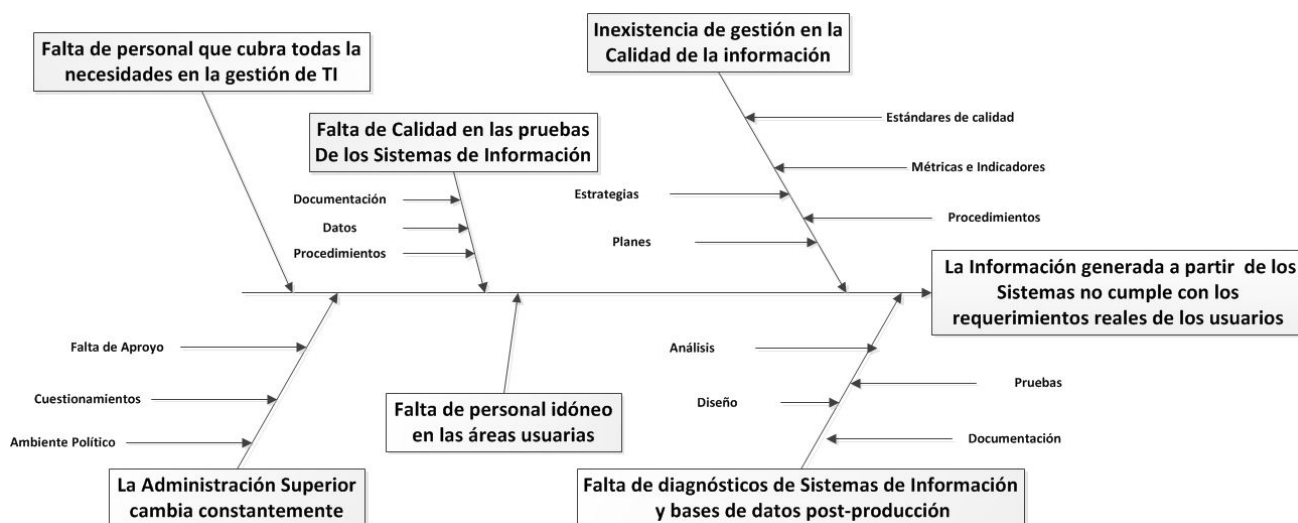 Falta de personal que cubra todas la
necesidades en la gestión de TI
Inexistencia de gestión en la
Calidad de la información
Falta de Calidad en las pruebas
De los Sistemas de Información
Estándares de calidad
Métricas e Indicadores
Documentación
Estrategias
Datos
Procedimientos
Procedimientos
Planes
La Información generada a partir de los
Sistemas no cumple con los
requerimientos reales de los usuarios
Falta de Aproyo
Análisis
Pruebas
Cuestionamientos
Diseño
Falta de personal idóneo
en las áreas usuarias
Ambiente Político
Documentación
La Administración Superior
cambia constantemente
Falta de diagnósticos de Sistemas de Información
y bases de datos post-producción